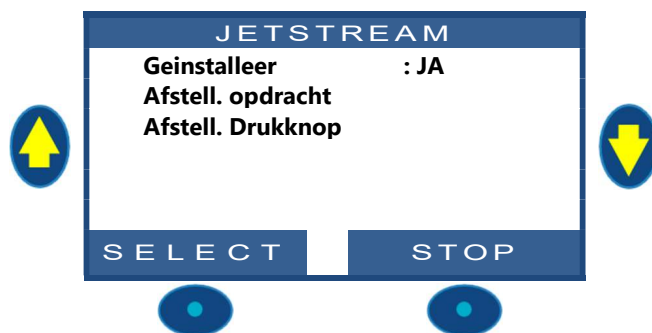 JETSTREAM
Geinstalleer : JA
Afstell. opdracht
Afstell. Drukknop
SELECT STOP